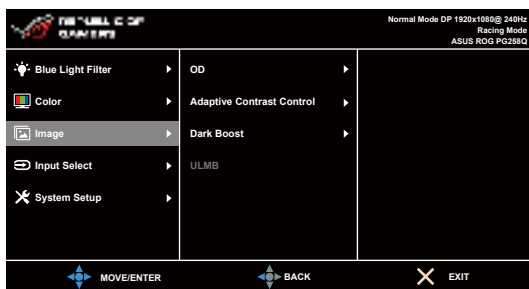 Normal Mode DP 1920x1080@ 240Hz
Racing Mode
ASUS ROG PG258Q
Blue Light Filter
Color
Image
Input Select
System Setup
OD
Adaptive Contrast Control
Dark Boost
ULMB
MOVE/ENTER
BACK
EXIT